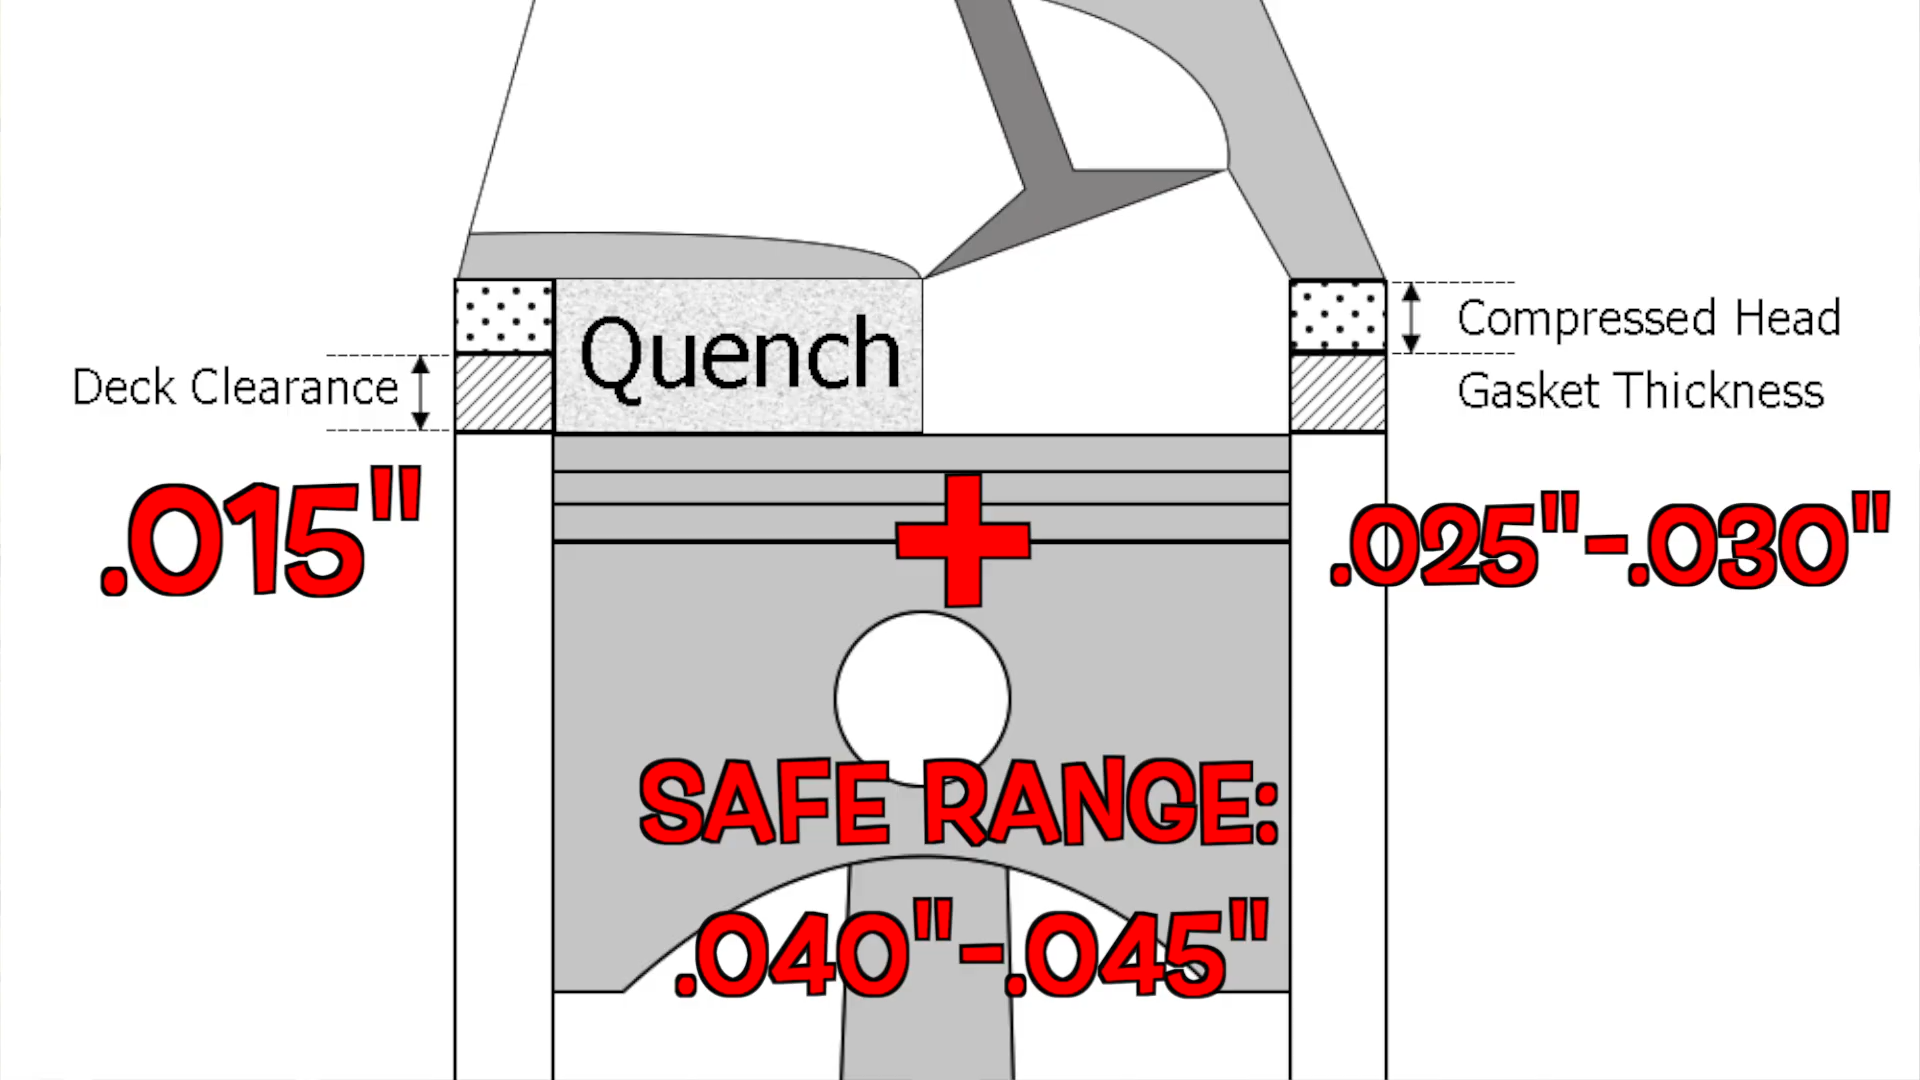 Quench
Deck Clearance
Compressed Head
Gasket Thickness
.015"
+
.025"-.030"
SAFE RANGE:
.040"-.045"